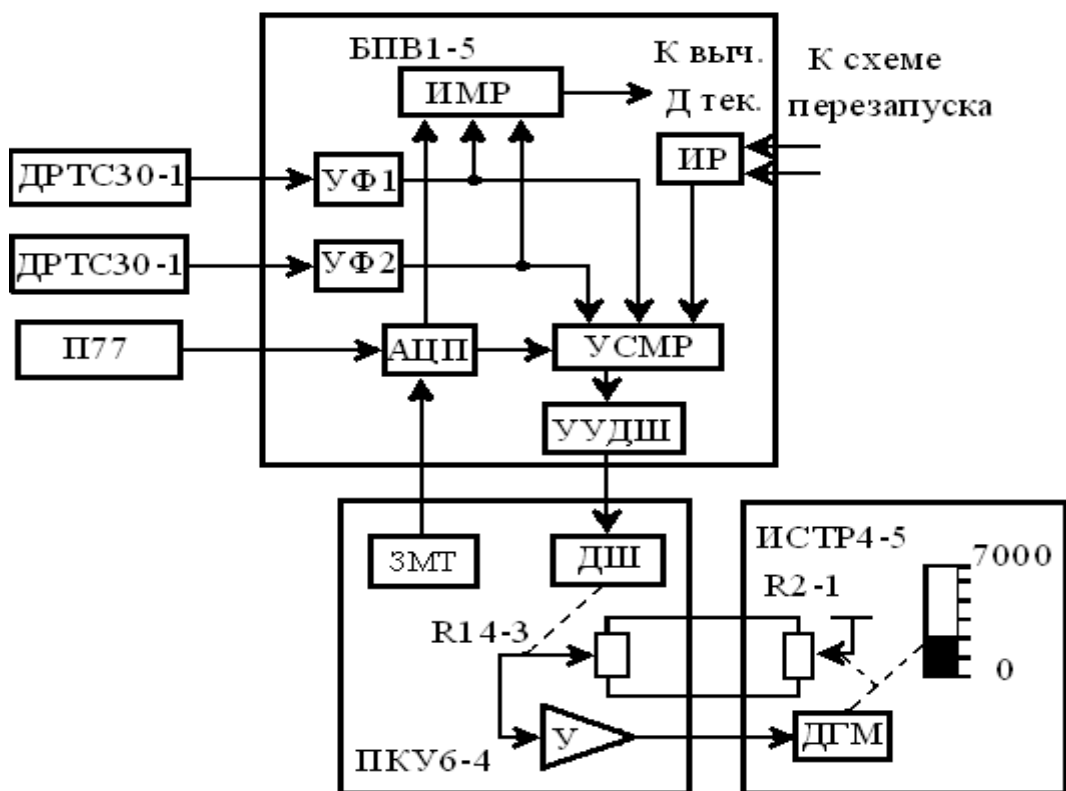 БПВ1-5
К выч.
Д тек.
К схеме
перезапуска
ИМР
ИР
ДРТС30-1
УФ1
ДРТС30-1
УФ2
П77
АЦП
УСМР
УУДШ
ЗМТ
ДШ
ИСТР4-5
7000
R2-1
R14-3
0
У
ДГМ
ПКУ6-4